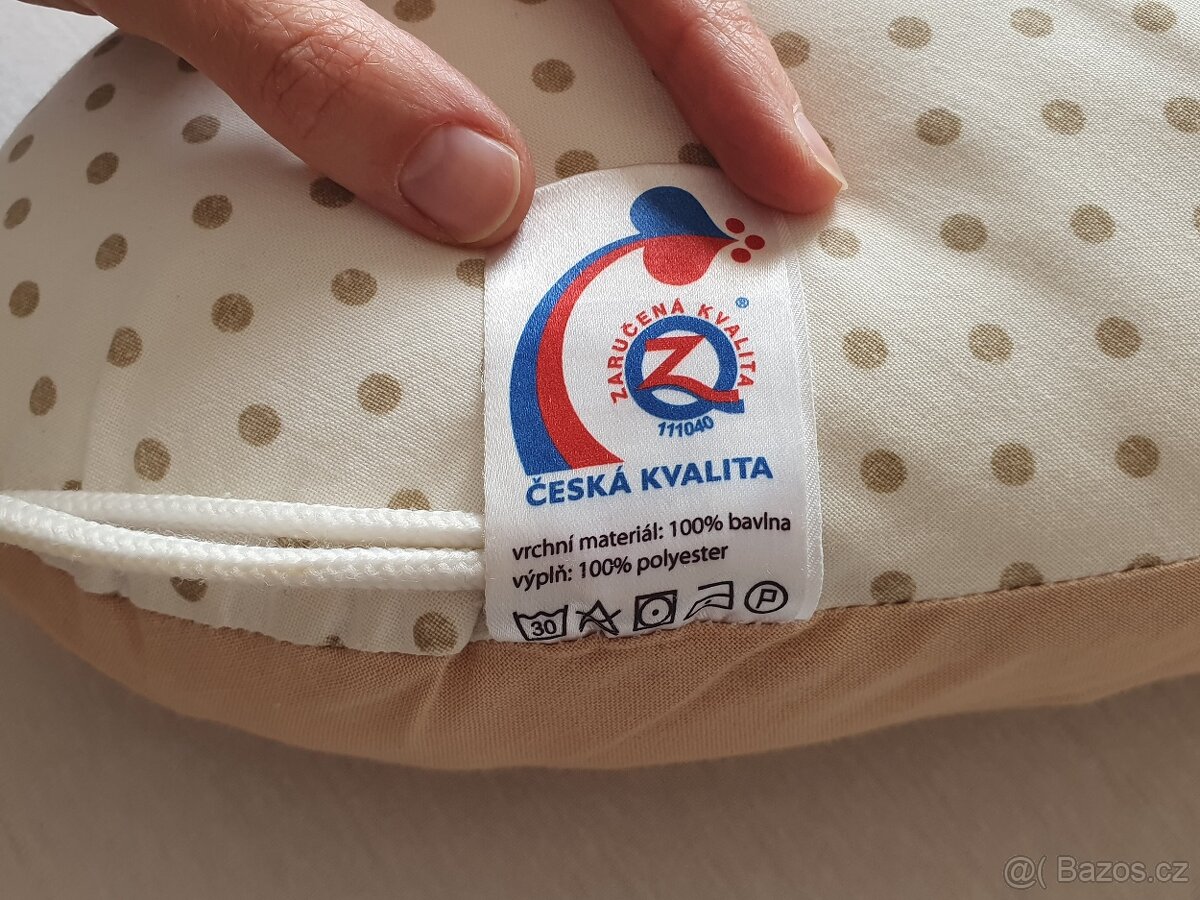 ZARUČENÁ KVALITA ®
111040
ČESKÁ KVALITA
vrchní materiál: 100% bavlna
výplň: 100% polyester
30 P
@( Bazos.cz